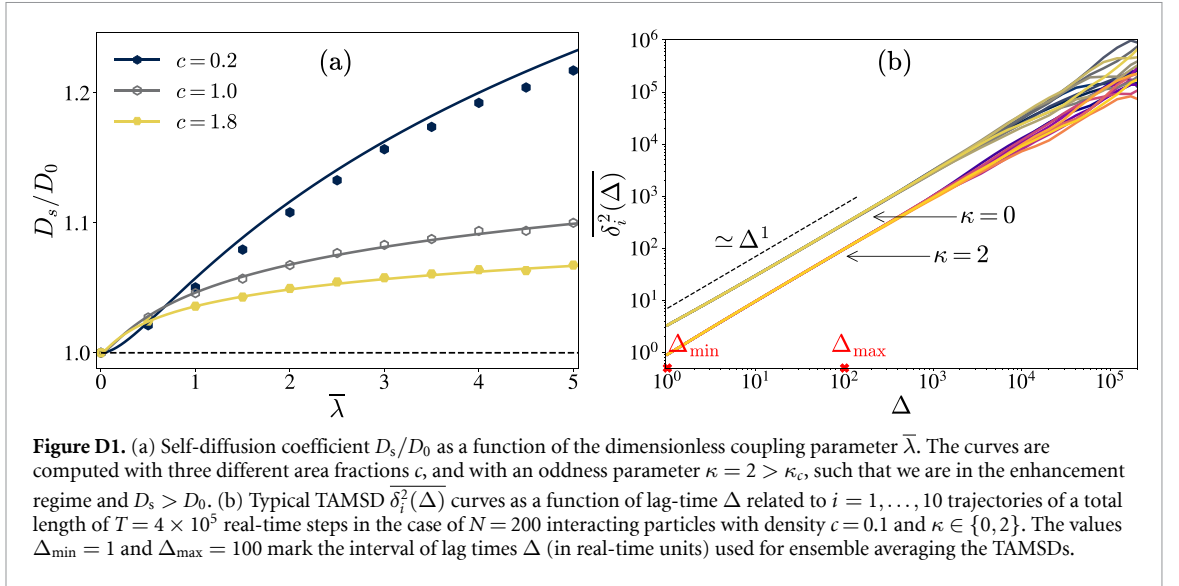 (a)
c = 0.2
c = 1.0
c = 1.8
D_s/D_0
1.2
1.1
1.0
0 1 2 3 4 5
λ̅
(b)
10^6
10^5
10^4
10^3
10^2
10^1
10^0
\overline{δ_i^2(Δ)}
≃ Δ^1
κ = 0
κ = 2
Δ_min
Δ_max
10^0 10^1 10^2 10^3 10^4 10^5
Δ
Figure D1. (a) Self-diffusion coefficient D_s/D_0 as a function of the dimensionless coupling parameter λ̅. The curves are
computed with three different area fractions c, and with an oddness parameter κ = 2 > κ_c, such that we are in the enhancement
regime and D_s > D_0. (b) Typical TAMSD \overline{δ_i^2(Δ)} curves as a function of lag-time Δ related to i = 1, . . . , 10 trajectories of a total
length of T = 4 × 10^5 real-time steps in the case of N = 200 interacting particles with density c = 0.1 and κ ∈ {0, 2}. The values
Δ_min = 1 and Δ_max = 100 mark the interval of lag times Δ (in real-time units) used for ensemble averaging the TAMSDs.